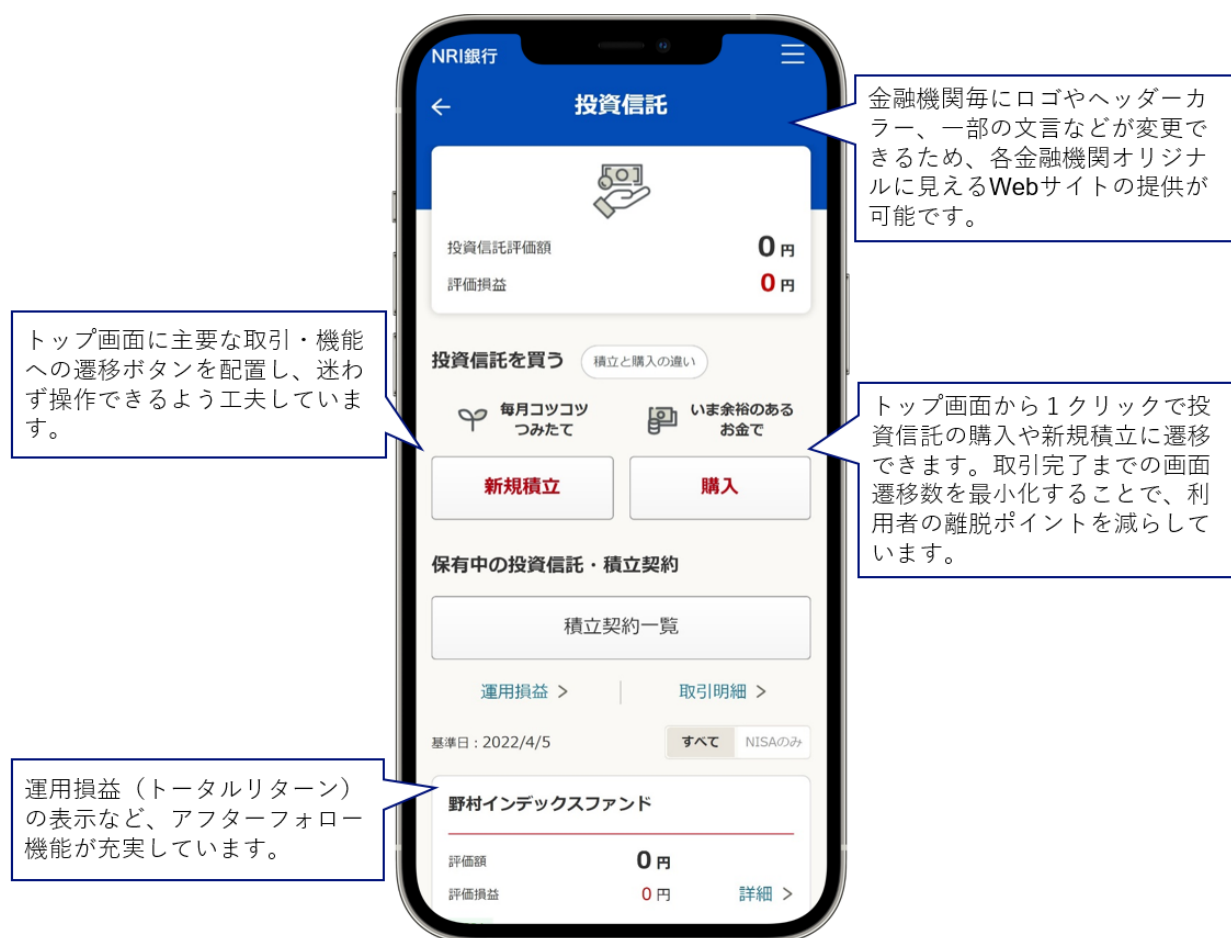 NRI銀行
投資信託
金融機関毎にロゴやヘッダーカ
ラー、一部の文言などが変更で
きるため、各金融機関オリジナ
ルに見えるWebサイトの提供が
可能です。
投資信託評価額
0 円
評価損益
0 円
トップ画面に主要な取引・機能
への遷移ボタンを配置し、迷わ
ず操作できるよう工夫していま
す。
投資信託を買う
積立と購入の違い
毎月コツコツ
つみたて
いま余裕のある
お金で
新規積立
購入
トップ画面から１クリックで投
資信託の購入や新規積立に遷移
できます。取引完了までの画面
遷移数を最小化することで、利
用者の離脱ポイントを減らして
います。
保有中の投資信託・積立契約
積立契約一覧
運用損益 >
取引明細 >
基準日：2022/4/5
すべて
NISAのみ
運用損益（トータルリターン）
の表示など、アフターフォロー
機能が充実しています。
野村インデックスファンド
評価額
0 円
評価損益
0 円
詳細 >